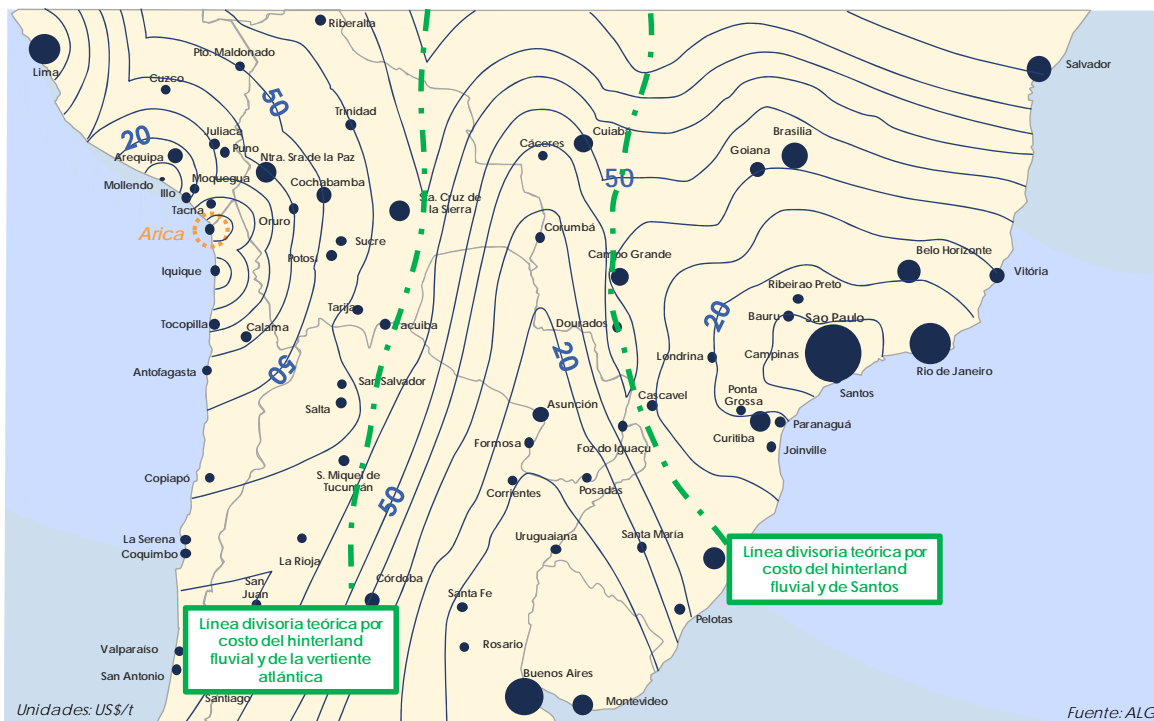 Riberalta
Lima
Pto. Maldonado
Cuzco
50
Salvador
Trinidad
20
Juliaca
Puno
Arequipa
Ntra. Sra.de la Paz
Cuiabá
Cáceres
Brasilia
Goiana
50
Mollendo
Moquegua
Cochabamba
Illo
Tacna
Sta. Cruz de
la Sierra
Arica
Oruro
Corumbá
Sucre
Potosí
Campo Grande
Belo Horizonte
Iquique
Vitória
Ribeirao Preto
Tarija
Tocopilla
Calama
Yacuiba
Dourados
20
Bauru
Sao Paulo
Londrina
Campinas
20
Antofagasta
50
San Salvador
Rio de Janeiro
Santos
Salta
Asunción
Cascavel
Ponta
Grossa
Paranaguá
Curitiba
Formosa
Foz do Iguaçu
Joinville
Copiapó
S. Miquel de
Tucumán
50
Corrientes
Posadas
La Serena
Coquimbo
La Rioja
Uruguaiana
Santa María
Línea divisoria teórica por
costo del hinterland
fluvial y de Santos
San
Juan
Córdoba
Santa Fe
Pelotas
Línea divisoria teórica por
costo del hinterland
fluvial y de la vertiente
atlántica
Valparaíso
Rosario
San Antonio
Santiago
Buenos Aires
Montevideo
Unidades: US$/t
Fuente: ALG